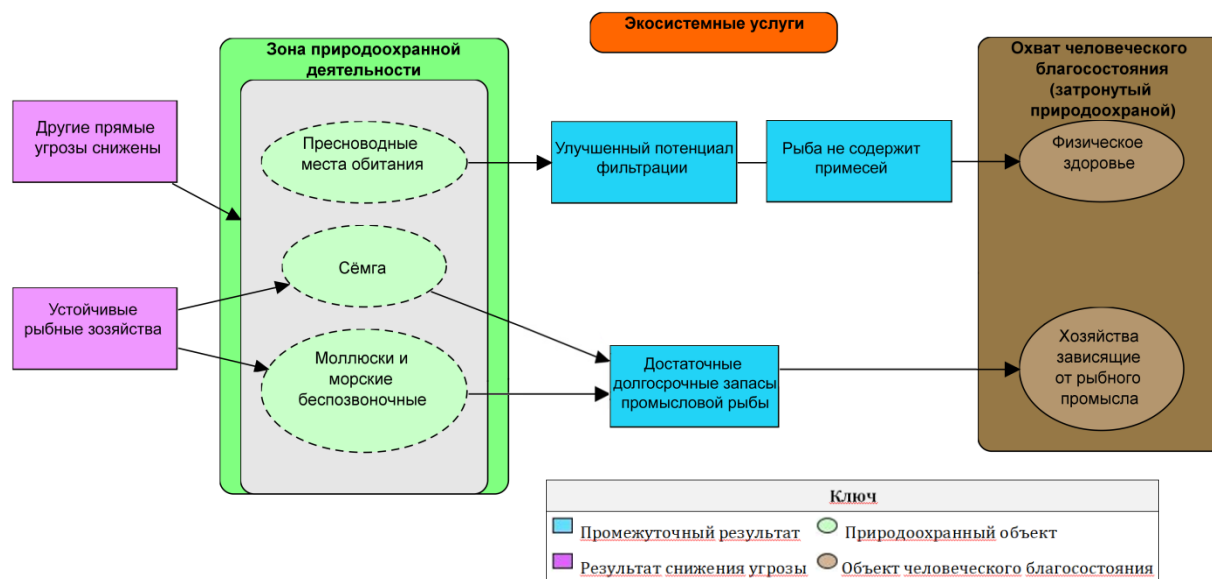 Экосистемные услуги
Зона природоохранной
деятельности
Охват человеческого
благосостояния
(затронутый
природоохраной)
Другие прямые
угрозы снижены
Пресноводные
места обитания
Улучшенный потенциал
фильтрации
Рыба не содержит
примесей
Физическое
здоровье
Сёмга
Устойчивые
рыбные зозяйства
Моллюски и
морские
беспозвоночные
Достаточные
долгосрочные запасы
промысловой рыбы
Хозяйства
зависящие
от рыбного
промысла
Ключ
Промежуточный результат
Природоохранный объект
Результат снижения угрозы
Объект человеческого благосостояния